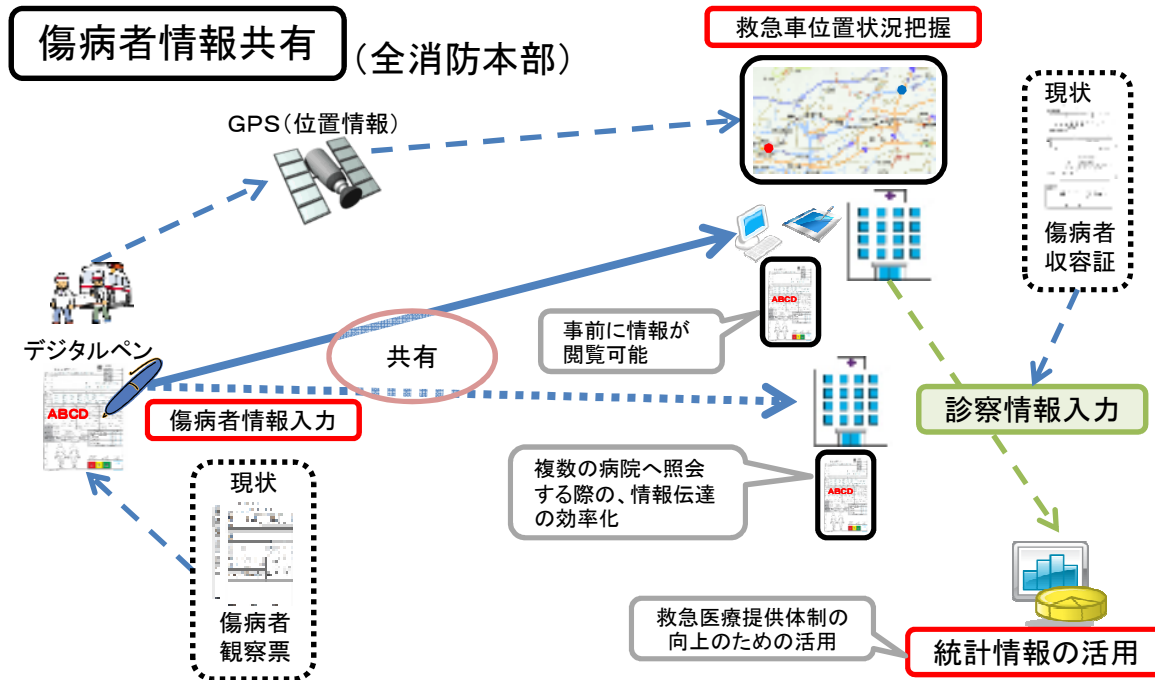 傷病者情報共有
(全消防本部)
救急車位置状況把握
GPS(位置情報)
現状
傷病者
収容証
デジタルペン
ABCD
傷病者情報入力
共有
ABCD
事前に情報が
閲覧可能
診察情報入力
現状
傷病者
観察票
複数の病院へ照会
する際の、情報伝達
の効率化
ABCD
救急医療提供体制の
向上のための活用
統計情報の活用